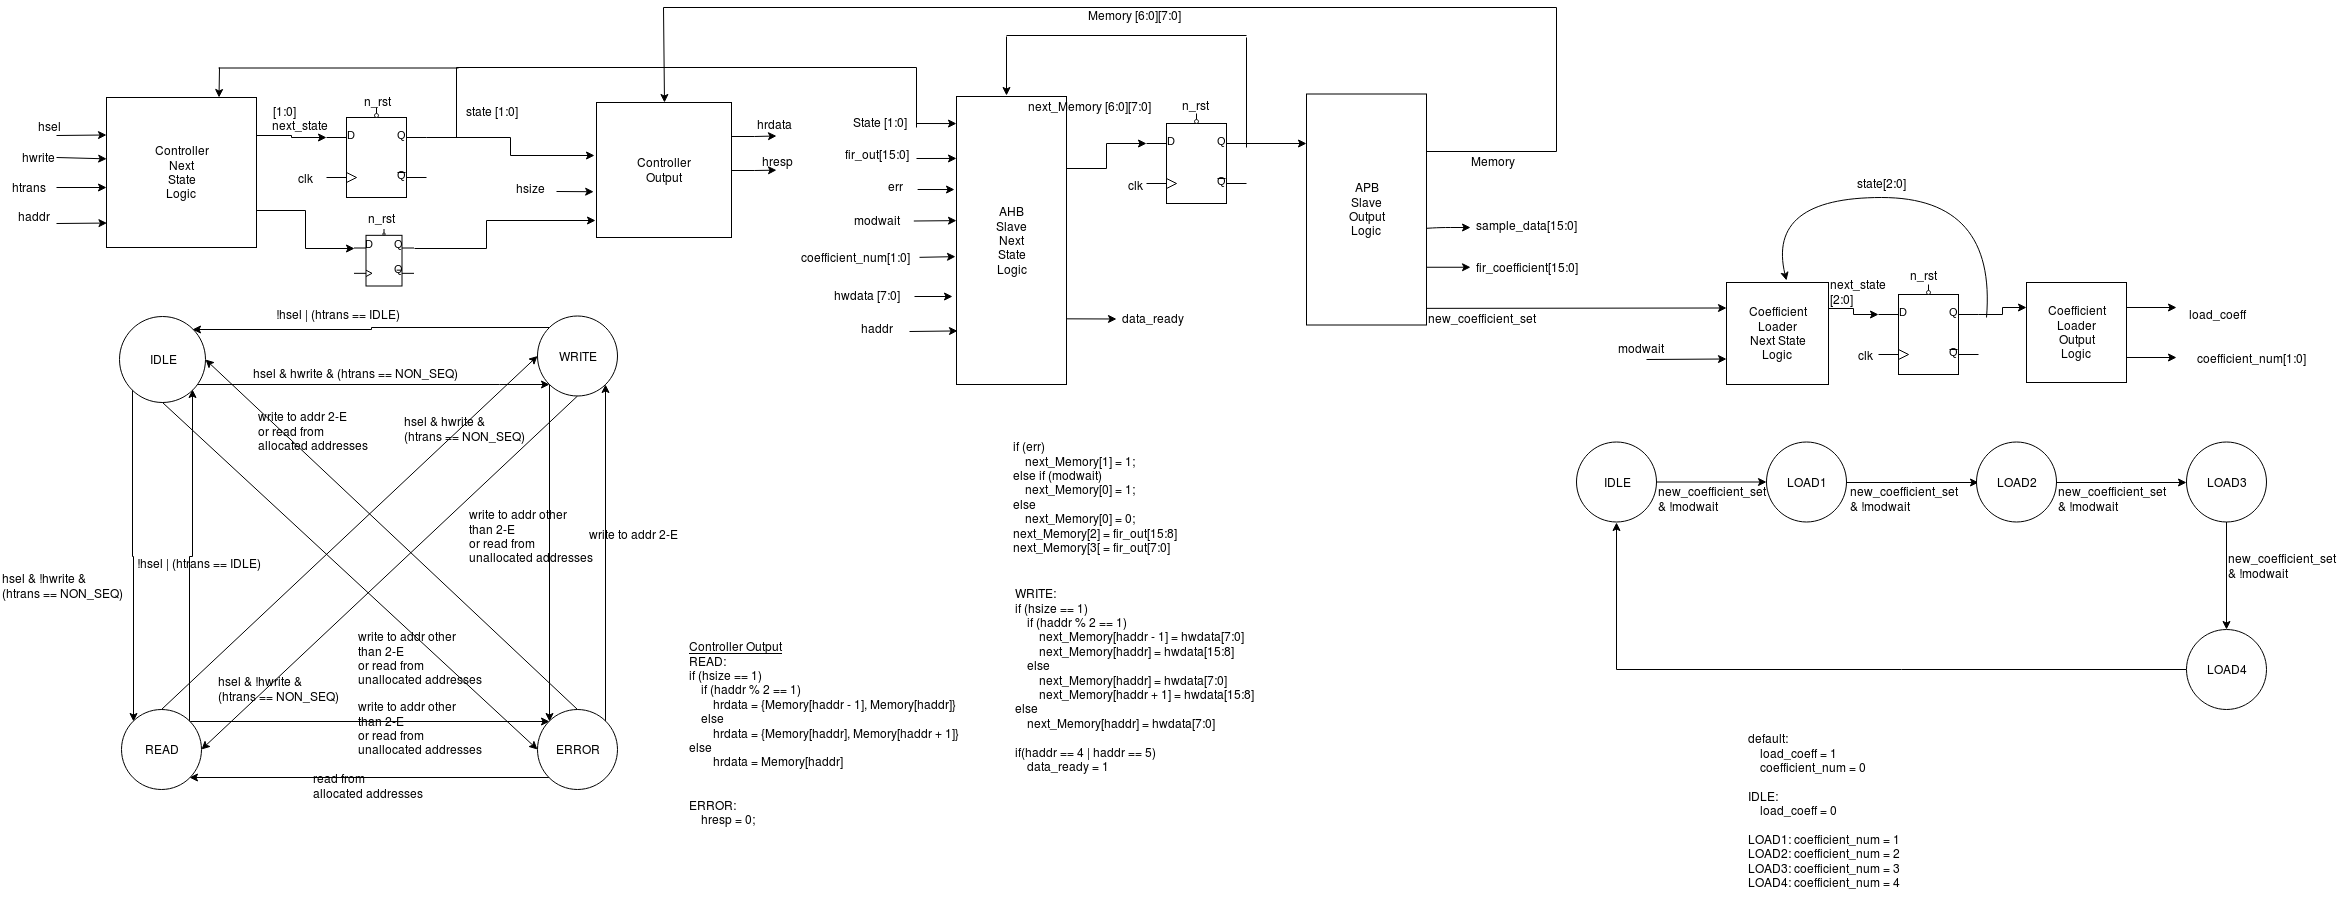 Memory [6:0][7:0]
hsel
hwrite
htrans
haddr
Controller
Next
State
Logic
[1:0]
next_state
n_rst
D
Q
clk
Q
state [1:0]
n_rst
D
Q
Q
hsize
Controller
Output
hrdata
hresp
State [1:0]
fir_out[15:0]
err
modwait
coefficient_num[1:0]
hwdata [7:0]
haddr
AHB
Slave
Next
State
Logic
next_Memory [6:0][7:0]
n_rst
D
Q
clk
Q
data_ready
APB
Slave
Output
Logic
Memory
sample_data[15:0]
fir_coefficient[15:0]
new_coefficient_set
modwait
state[2:0]
Coefficient
Loader
Next State
Logic
next_state
[2:0]
n_rst
D
Q
clk
Q
Coefficient
Loader
Output
Logic
load_coeff
coefficient_num[1:0]
!hsel | (htrans == IDLE)
IDLE
WRITE
hsel & hwrite & (htrans == NON_SEQ)
write to addr 2-E
or read from
allocated addresses
hsel & hwrite &
(htrans == NON_SEQ)
write to addr other
than 2-E
or read from
unallocated addresses
write to addr 2-E
!hsel | (htrans == IDLE)
hsel & !hwrite &
(htrans == NON_SEQ)
write to addr other
than 2-E
or read from
unallocated addresses
hsel & !hwrite &
(htrans == NON_SEQ)
write to addr other
than 2-E
or read from
unallocated addresses
READ
ERROR
read from
allocated addresses
Controller Output
READ:
if (hsize == 1)
if (haddr % 2 == 1)
hrdata = {Memory[haddr - 1], Memory[haddr]}
else
hrdata = {Memory[haddr], Memory[haddr + 1]}
else
hrdata = Memory[haddr]
ERROR:
hresp = 0;
if (err)
next_Memory[1] = 1;
else if (modwait)
next_Memory[0] = 1;
else
next_Memory[0] = 0;
next_Memory[2] = fir_out[15:8]
next_Memory[3[ = fir_out[7:0]
WRITE:
if (hsize == 1)
if (haddr % 2 == 1)
next_Memory[haddr - 1] = hwdata[7:0]
next_Memory[haddr] = hwdata[15:8]
else
next_Memory[haddr] = hwdata[7:0]
next_Memory[haddr + 1] = hwdata[15:8]
else
next_Memory[haddr] = hwdata[7:0]
if(haddr == 4 | haddr == 5)
data_ready = 1
IDLE
new_coefficient_set
& !modwait
LOAD1
new_coefficient_set
& !modwait
LOAD2
new_coefficient_set
& !modwait
LOAD3
new_coefficient_set
& !modwait
LOAD4
default:
load_coeff = 1
coefficient_num = 0
IDLE:
load_coeff = 0
LOAD1: coefficient_num = 1
LOAD2: coefficient_num = 2
LOAD3: coefficient_num = 3
LOAD4: coefficient_num = 4